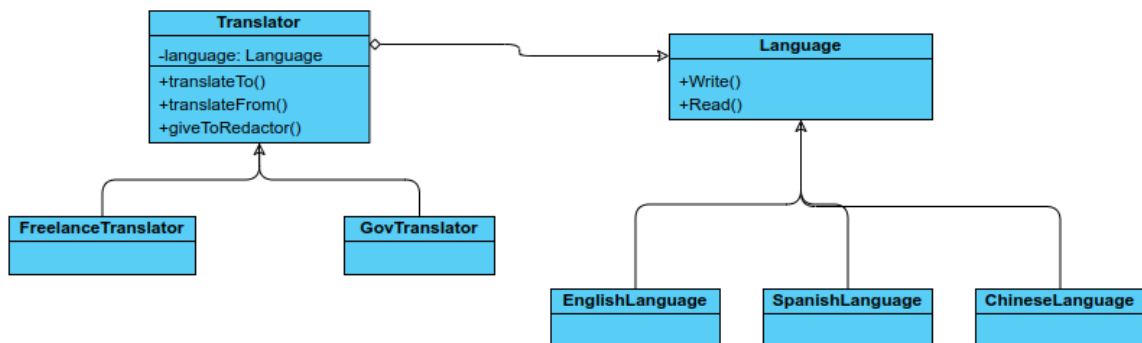 Translator
-language: Language
+translateTo()
+translateFrom()
+giveToRedactor()
Language
+Write()
+Read()
FreelanceTranslator
GovTranslator
EnglishLanguage
SpanishLanguage
ChineseLanguage